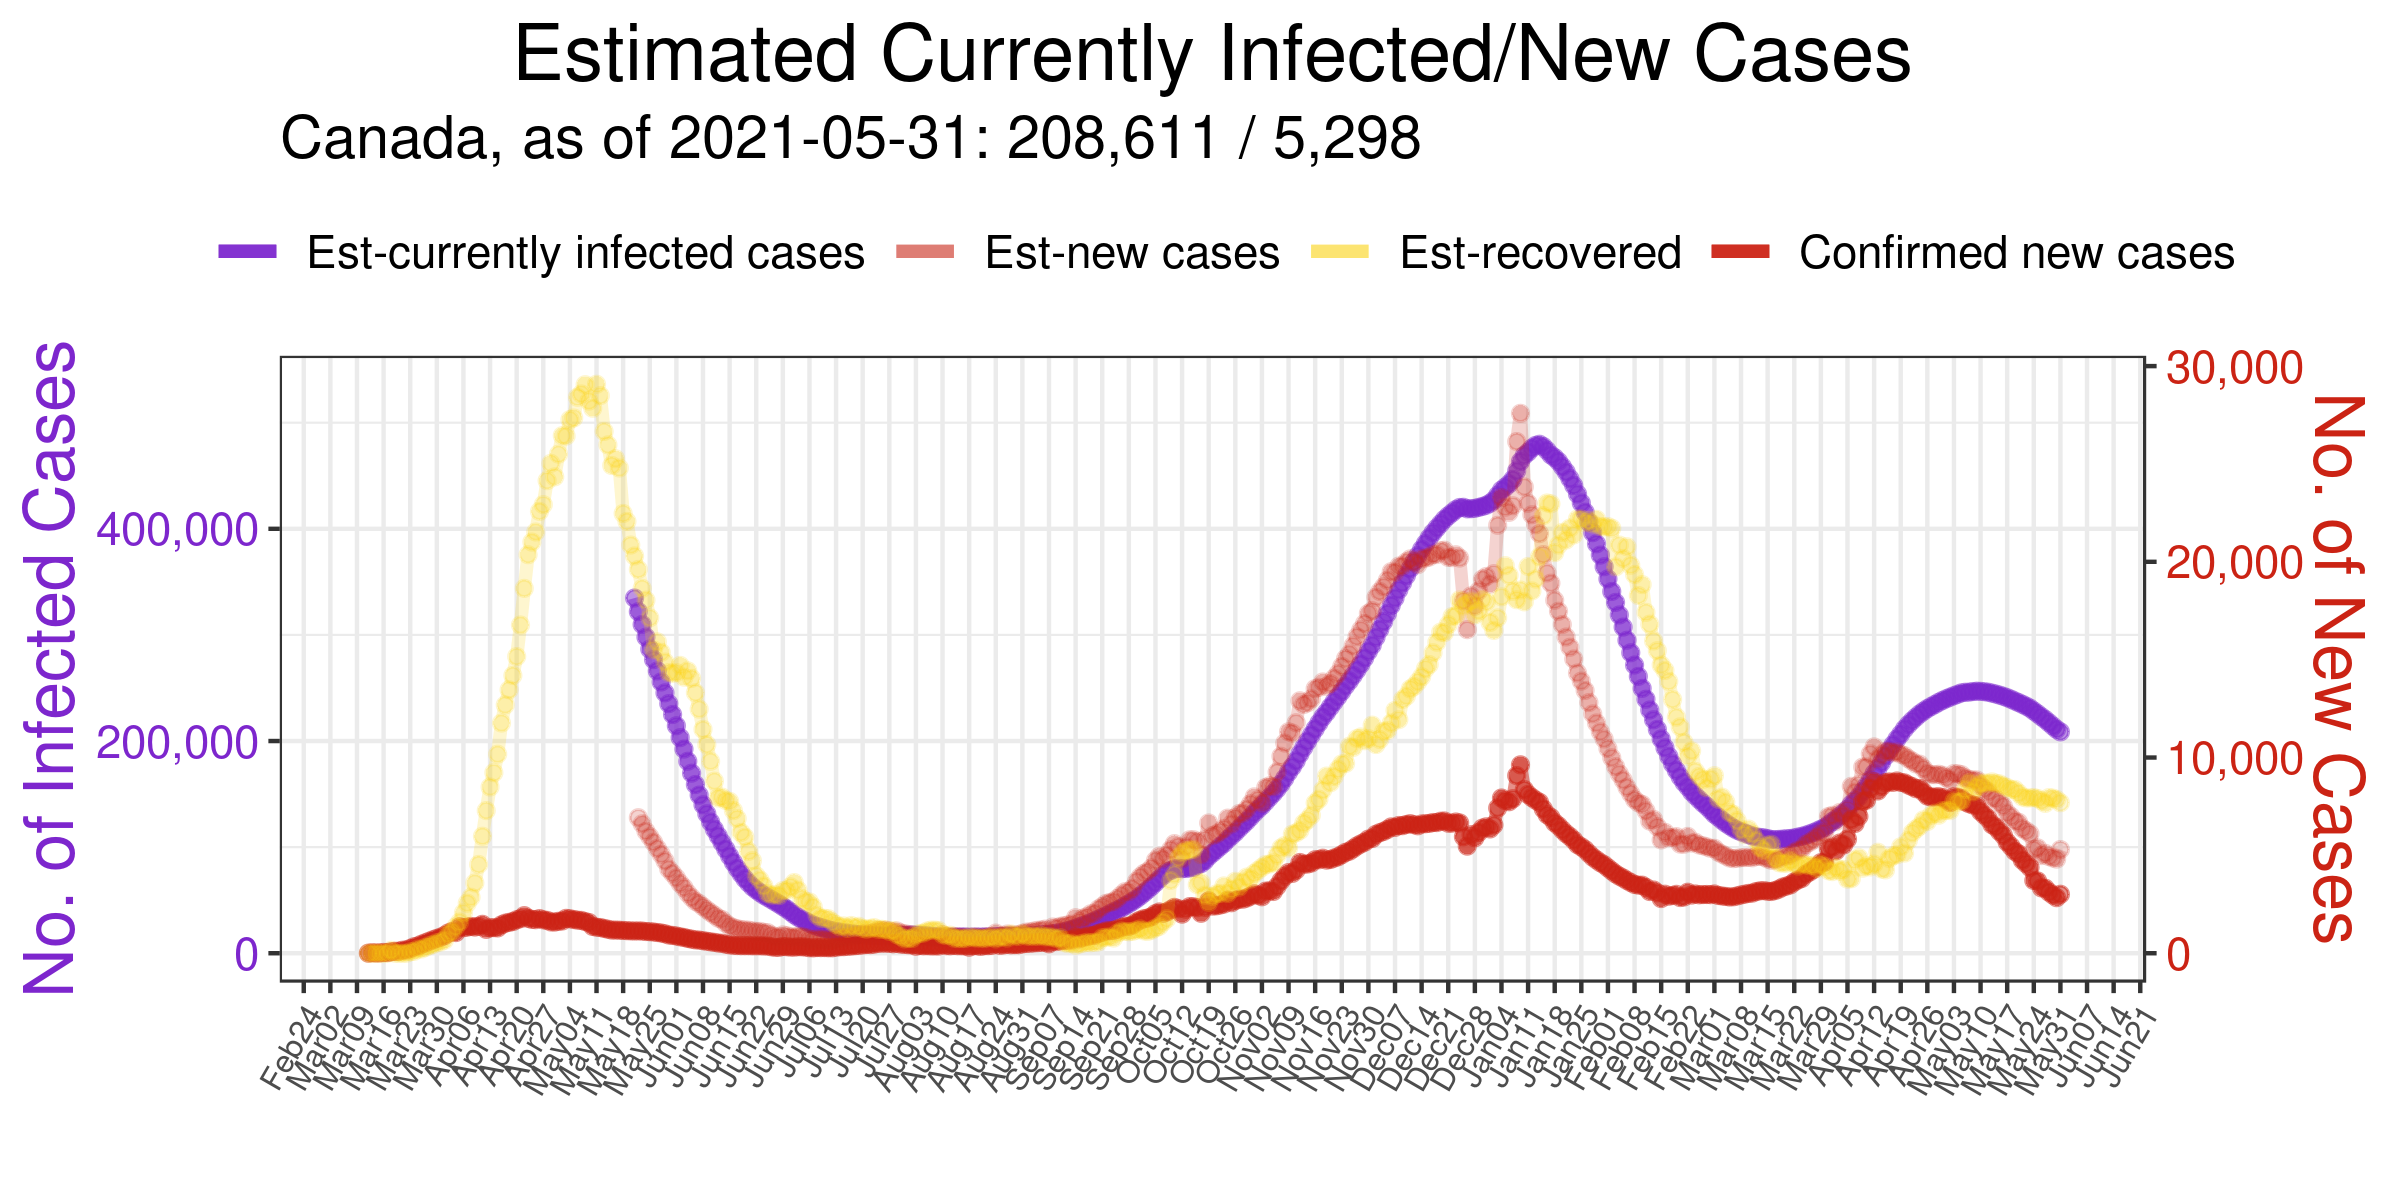 Estimated Currently Infected/New Cases
Canada, as of 2021-05-31: 208,611 / 5,298
Est-currently infected cases Est-new cases Est-recovered Confirmed new cases
No. of Infected Cases
400,000
200,000
0
30,000
20,000
10,000
0
No. of New Cases
Feb24
Mar02
Mar09
Mar16
Mar23
Mar30
Apr06
Apr13
Apr20
Apr27
May04
May11
May18
May25
Jun01
Jun08
Jun15
Jun22
Jun29
Jul06
Jul13
Jul20
Jul27
Aug03
Aug10
Aug17
Aug24
Aug31
Sep07
Sep14
Sep21
Sep28
Oct05
Oct12
Oct19
Oct26
Nov02
Nov09
Nov16
Nov23
Nov30
Dec07
Dec14
Dec21
Dec28
Jan04
Jan11
Jan18
Jan25
Feb01
Feb08
Feb15
Feb22
Mar01
Mar08
Mar15
Mar22
Mar29
Apr05
Apr12
Apr19
Apr26
May03
May10
May17
May24
May31
Jun07
Jun14
Jun21